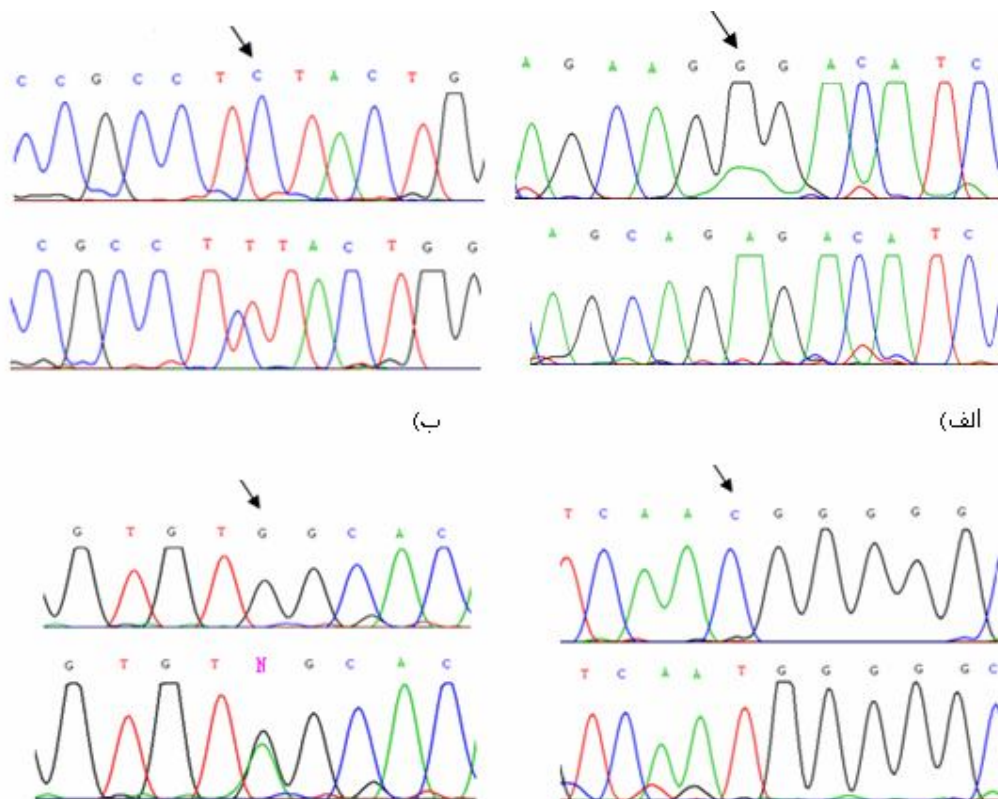 C C G C C T C T A C T G
A G A A G G G A C A T C
C G C C T T T A C T G G
A G C A G A G A C A T C
ب)
الف)
G T G T G G C A C
T C A A C G G G G G
G T G T N G C A C
T C A A T G G G G G C